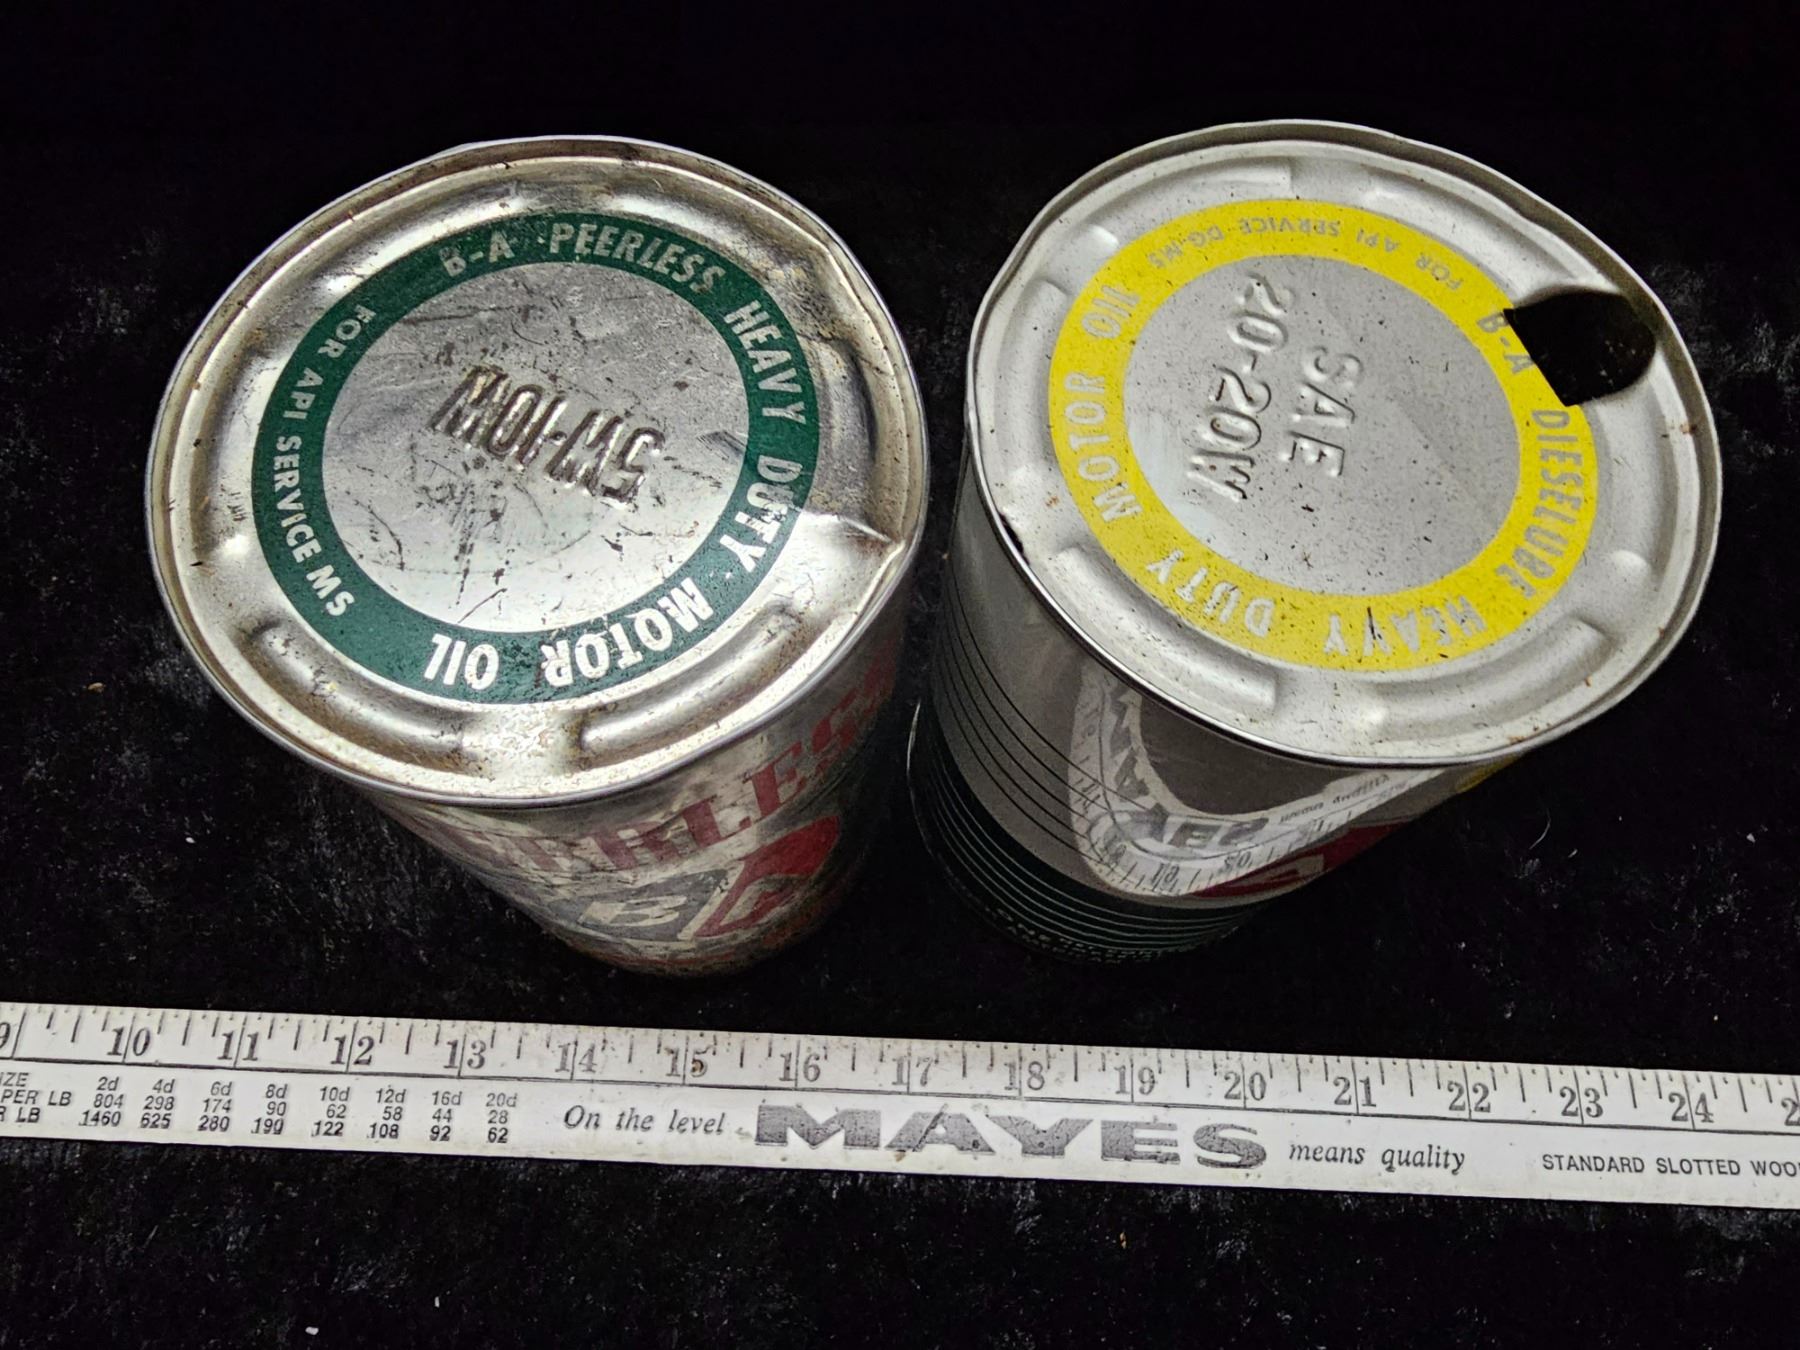 B-A PEERLESS HEAVY DUTY MOTOR OIL
FOR API SERVICE MS
5W-10W
B-A DIESELUBE HEAVY DUTY MOTOR OIL
FOR API SERVICE DG-MS
SAE
20-20W
PEERLESS
BA
9 10 11 12 13 14 15 16 17 18 19 20 21 22 23 24
2d 4d 6d 8d 10d 12d 16d 20d
PER LB 804 298 174 90 62 58 44 28
LB 1460 625 280 199 122 108 92 62
On the level MAYES means quality
STANDARD SLOTTED